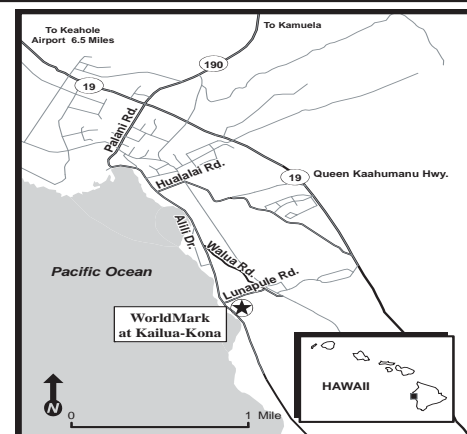 To Keahole
Airport 6.5 Miles
To Kamuela
190
19
Palani Rd.
Hualalai Rd.
19
Queen Kaahumanu Hwy.
Alili Dr.
Walua Rd.
Pacific Ocean
Lunapule Rd.
WorldMark
at Kailua-Kona
HAWAII
N
0
1 Mile